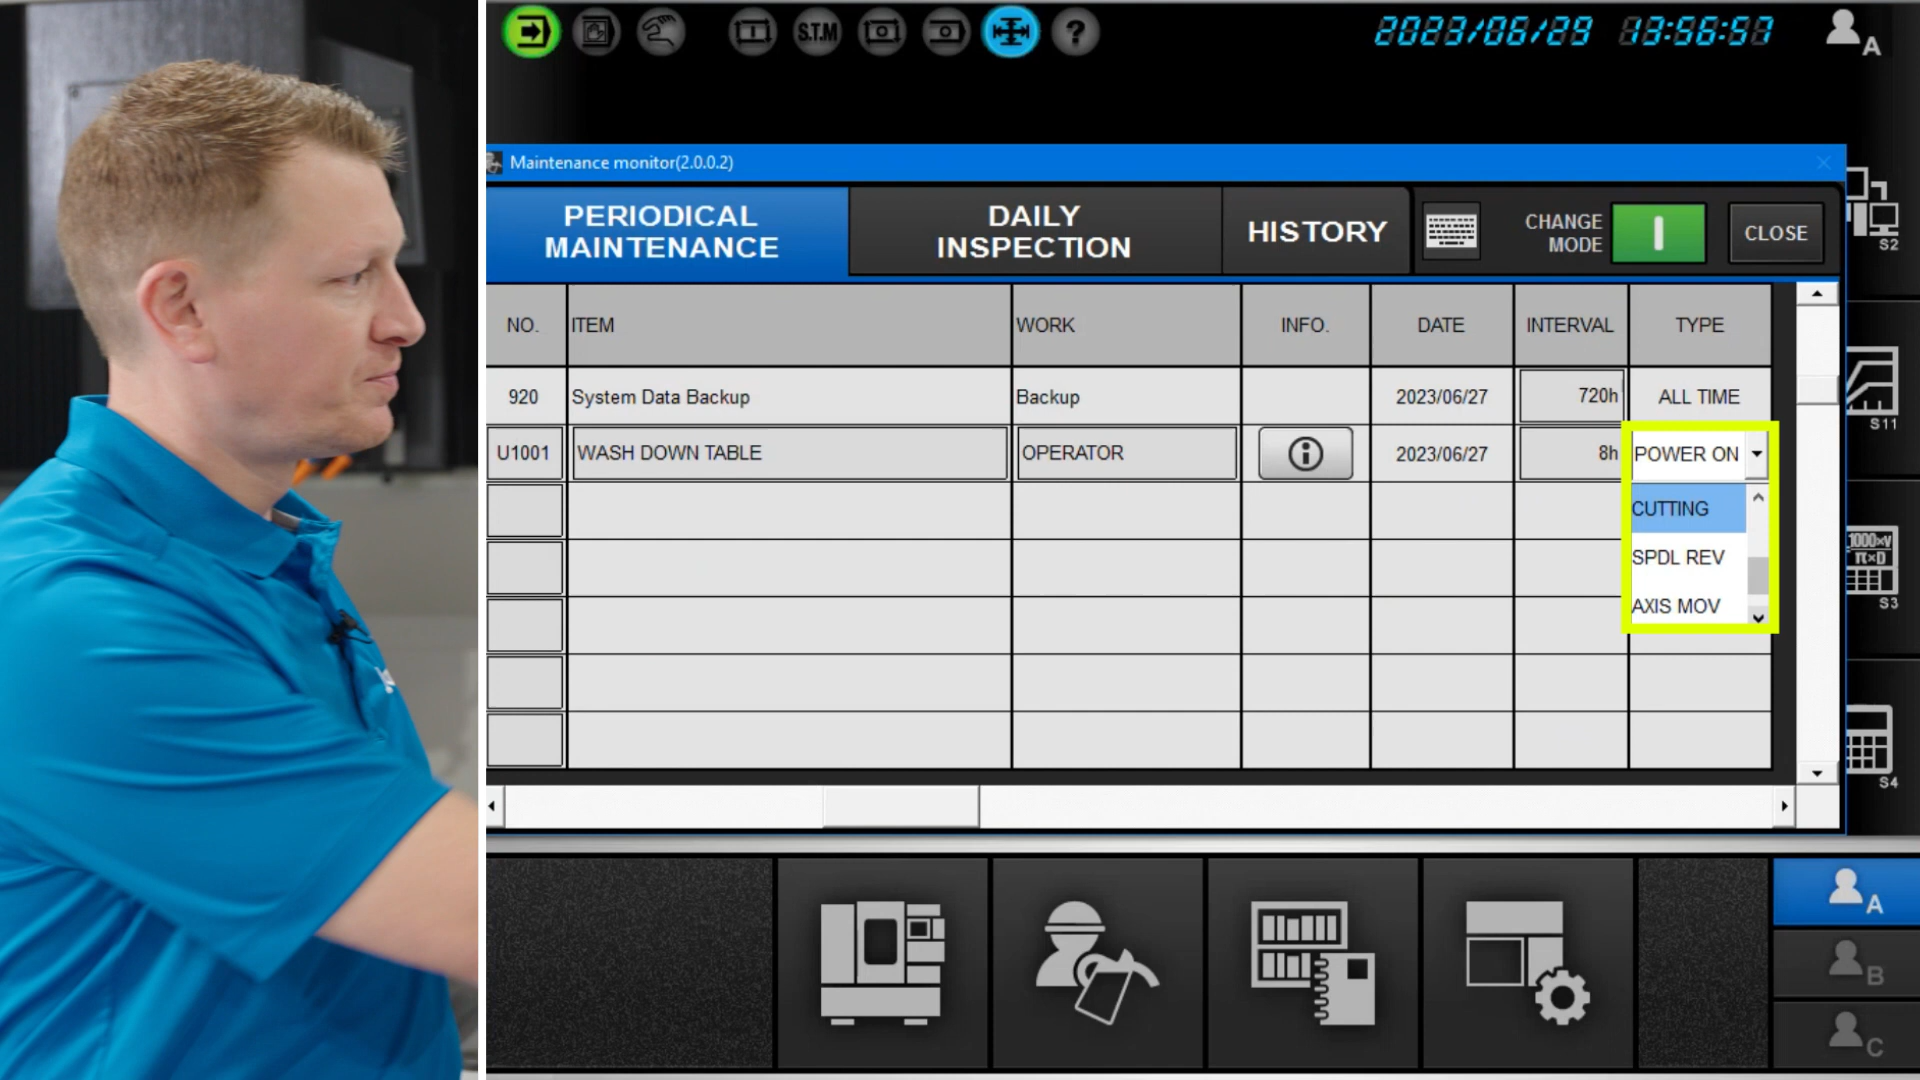 S.T.M
?
2023/06/29 13:56:57
A
Maintenance monitor(2.0.0.2)
PERIODICAL
MAINTENANCE
DAILY
INSPECTION
HISTORY
CHANGE
MODE
CLOSE
S2
NO. ITEM WORK INFO. DATE INTERVAL TYPE
920 System Data Backup Backup 2023/06/27 720h ALL TIME
S11
U1001 WASH DOWN TABLE OPERATOR 2023/06/27 8h POWER ON
CUTTING
SPDL REV
AXIS MOV
1000×V
π×D
S3
S4
A
B
C